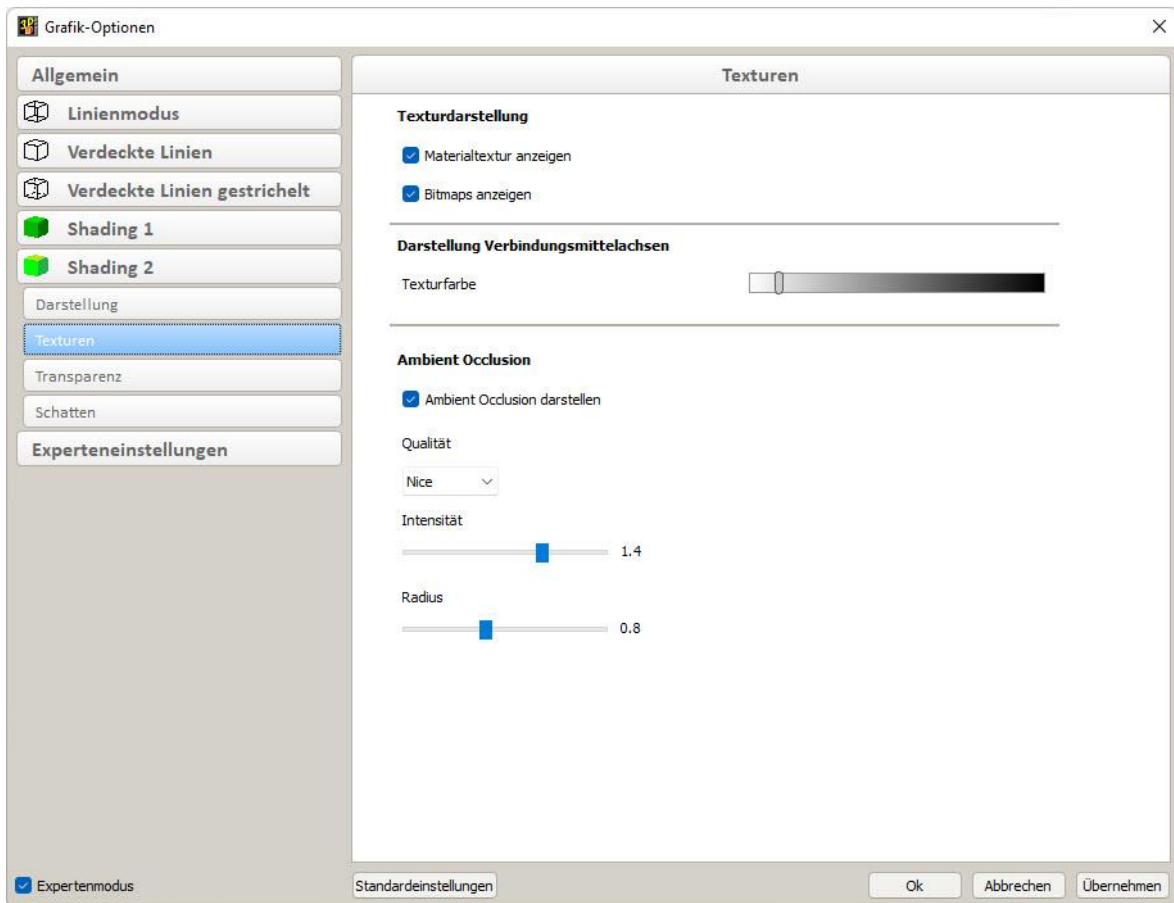 Grafik-Optionen
Allgemein
Linienmodus
Verdeckte Linien
Verdeckte Linien gestrichelt
Shading 1
Shading 2
Darstellung
Texturen
Transparenz
Schatten
Experteneinstellungen
Expertenmodus
Texturen
Texturdarstellung
Materialtextur anzeigen
Bitmaps anzeigen
Darstellung Verbindungsmittelachsen
Texturfarbe
Ambient Occlusion
Ambient Occlusion darstellen
Qualität
Nice
Intensität
1.4
Radius
0.8
Standardeinstellungen
Ok
Abbrechen
Übernehmen